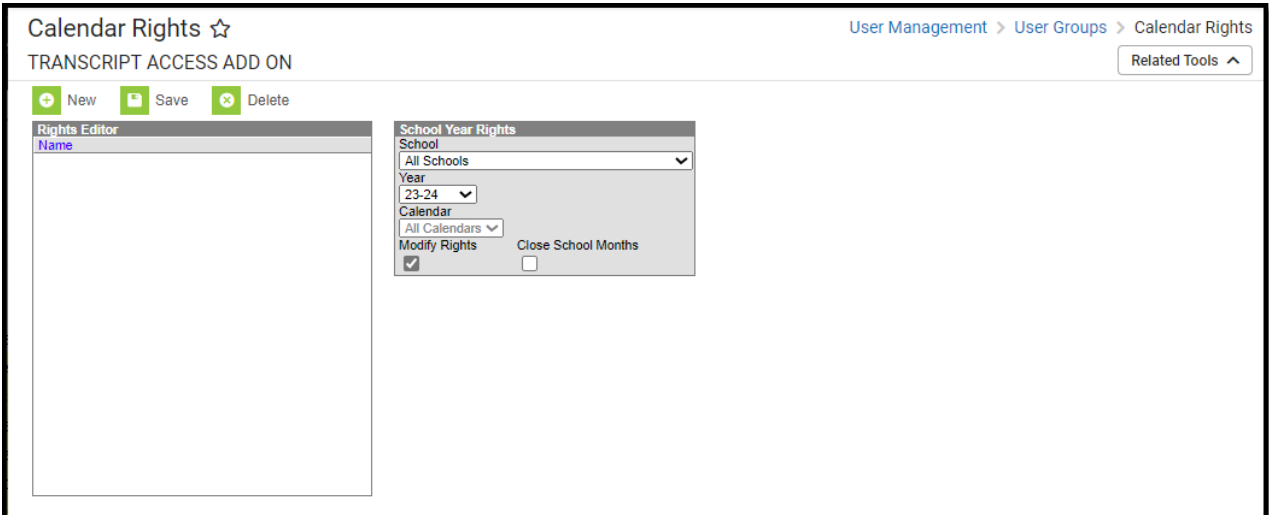 Calendar Rights
User Management > User Groups > Calendar Rights
TRANSCRIPT ACCESS ADD ON
Related Tools
New Save Delete
Rights Editor
Name
School Year Rights
School
All Schools
Year
23-24
Calendar
All Calendars
Modify Rights Close School Months